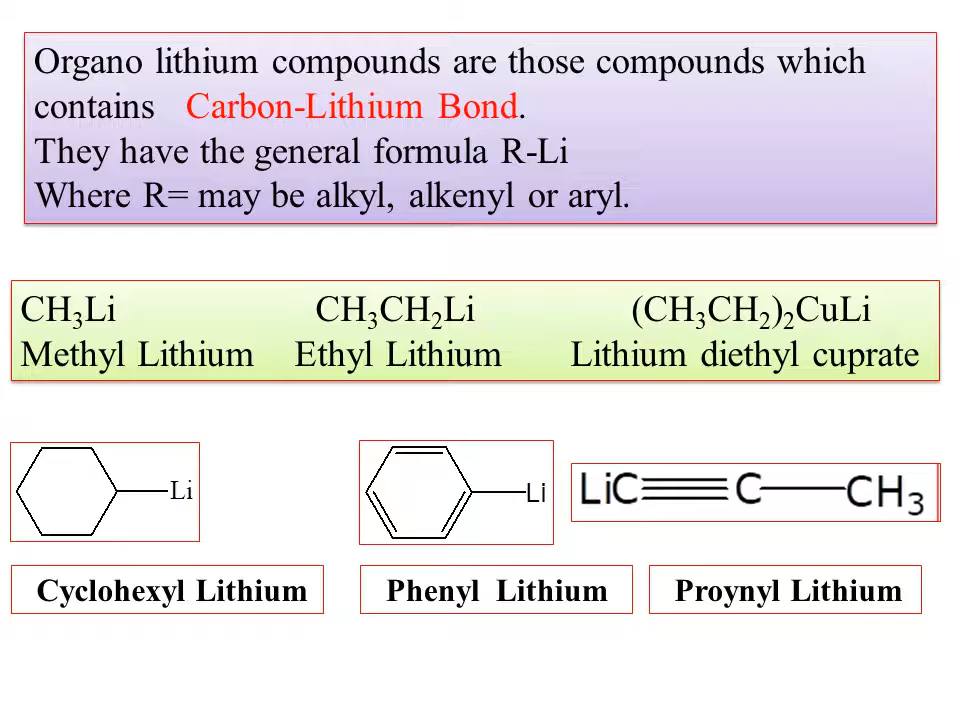 Organo lithium compounds are those compounds which
contains Carbon-Lithium Bond.
They have the general formula R-Li
Where R= may be alkyl, alkenyl or aryl.
CH₃Li CH₃CH₂Li (CH₃CH₂)₂CuLi
Methyl Lithium Ethyl Lithium Lithium diethyl cuprate
Li Li LiC≡C—CH₃
Cyclohexyl Lithium Phenyl Lithium Proynyl Lithium